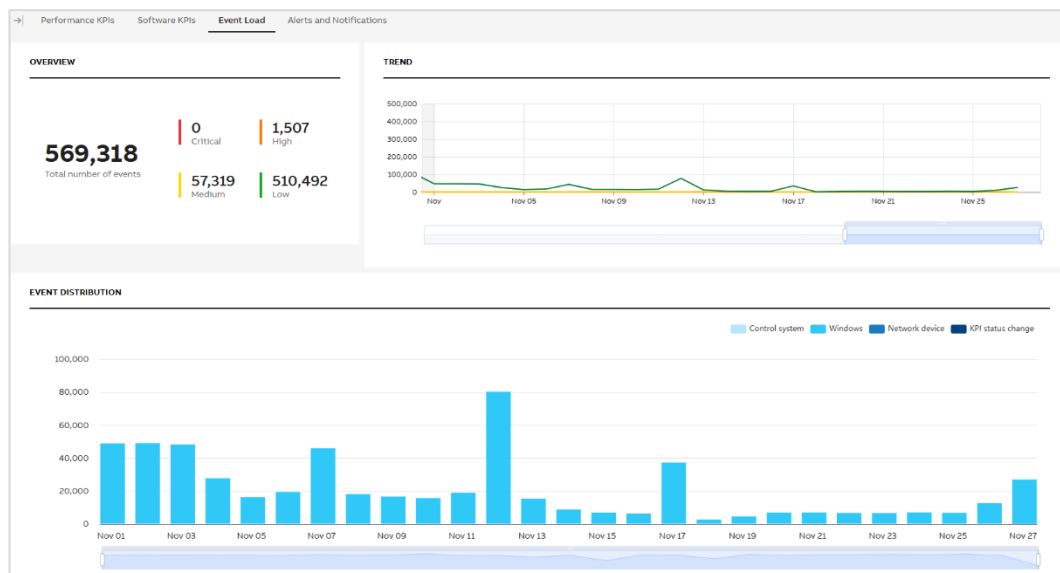 Performance KPIs Software KPIs Event Load Alerts and Notifications
OVERVIEW
569,318
Total number of events
0
Critical
1,507
High
57,319
Medium
510,492
Low
TREND
500,000
400,000
300,000
200,000
100,000
0
Nov Nov 05 Nov 09 Nov 13 Nov 17 Nov 21 Nov 25
EVENT DISTRIBUTION
Control system Windows Network device KPI status change
100,000
80,000
60,000
40,000
20,000
0
Nov 01 Nov 03 Nov 05 Nov 07 Nov 09 Nov 11 Nov 13 Nov 15 Nov 17 Nov 19 Nov 21 Nov 23 Nov 25 Nov 27